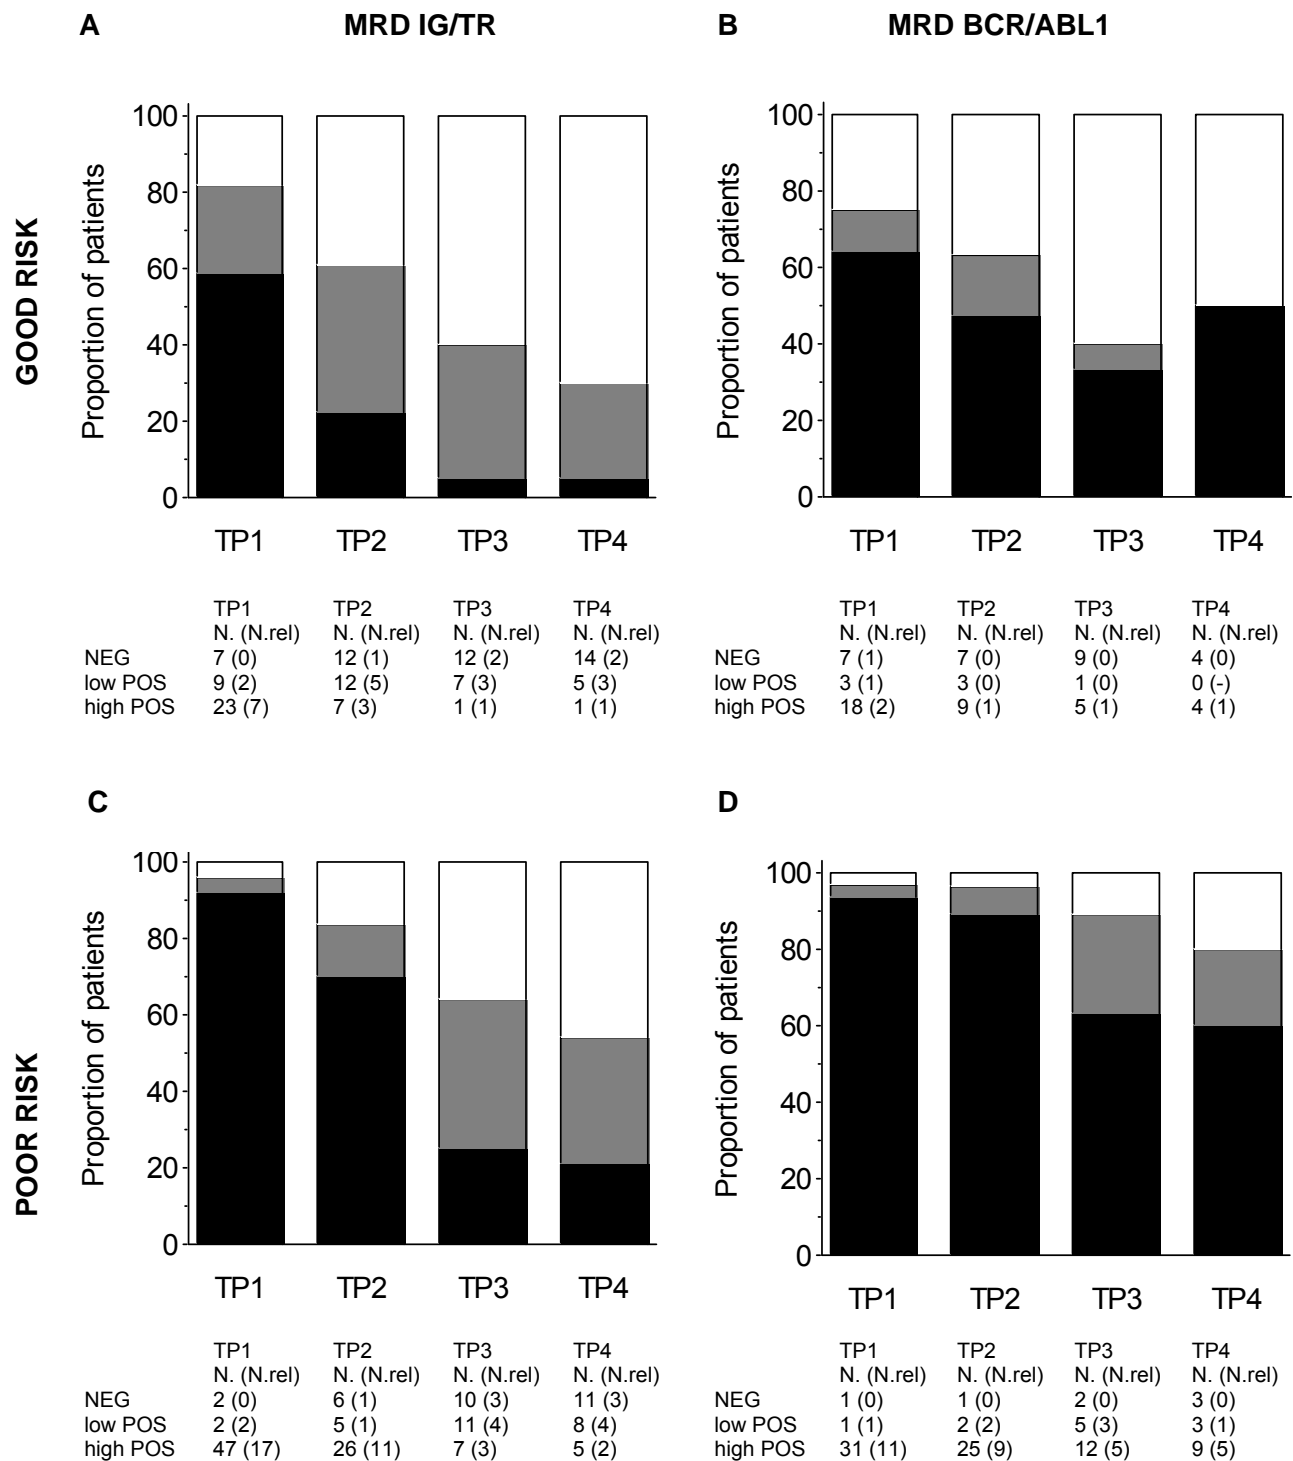 A MRD IG/TR
B MRD BCR/ABL1
GOOD RISK
Proportion of patients
100
80
60
40
20
0
TP1 TP2 TP3 TP4
TP1 TP2 TP3 TP4
N. (N.rel) N. (N.rel) N. (N.rel) N. (N.rel)
NEG 7 (0) 12 (1) 12 (2) 14 (2)
low POS 9 (2) 12 (5) 7 (3) 5 (3)
high POS 23 (7) 7 (3) 1 (1) 1 (1)
Proportion of patients
100
80
60
40
20
0
TP1 TP2 TP3 TP4
TP1 TP2 TP3 TP4
N. (N.rel) N. (N.rel) N. (N.rel) N. (N.rel)
7 (1) 7 (0) 9 (0) 4 (0)
3 (1) 3 (0) 1 (0) 0 (-)
18 (2) 9 (1) 5 (1) 4 (1)
NEG
low POS
high POS
C
POOR RISK
Proportion of patients
100
80
60
40
20
0
TP1 TP2 TP3 TP4
TP1 TP2 TP3 TP4
N. (N.rel) N. (N.rel) N. (N.rel) N. (N.rel)
NEG 2 (0) 6 (1) 10 (3) 11 (3)
low POS 2 (2) 5 (1) 11 (4) 8 (4)
high POS 47 (17) 26 (11) 7 (3) 5 (2)
D
Proportion of patients
100
80
60
40
20
0
TP1 TP2 TP3 TP4
TP1 TP2 TP3 TP4
N. (N.rel) N. (N.rel) N. (N.rel) N. (N.rel)
NEG 1 (0) 1 (0) 2 (0) 3 (0)
low POS 1 (1) 2 (2) 5 (3) 3 (1)
high POS 31 (11) 25 (9) 12 (5) 9 (5)